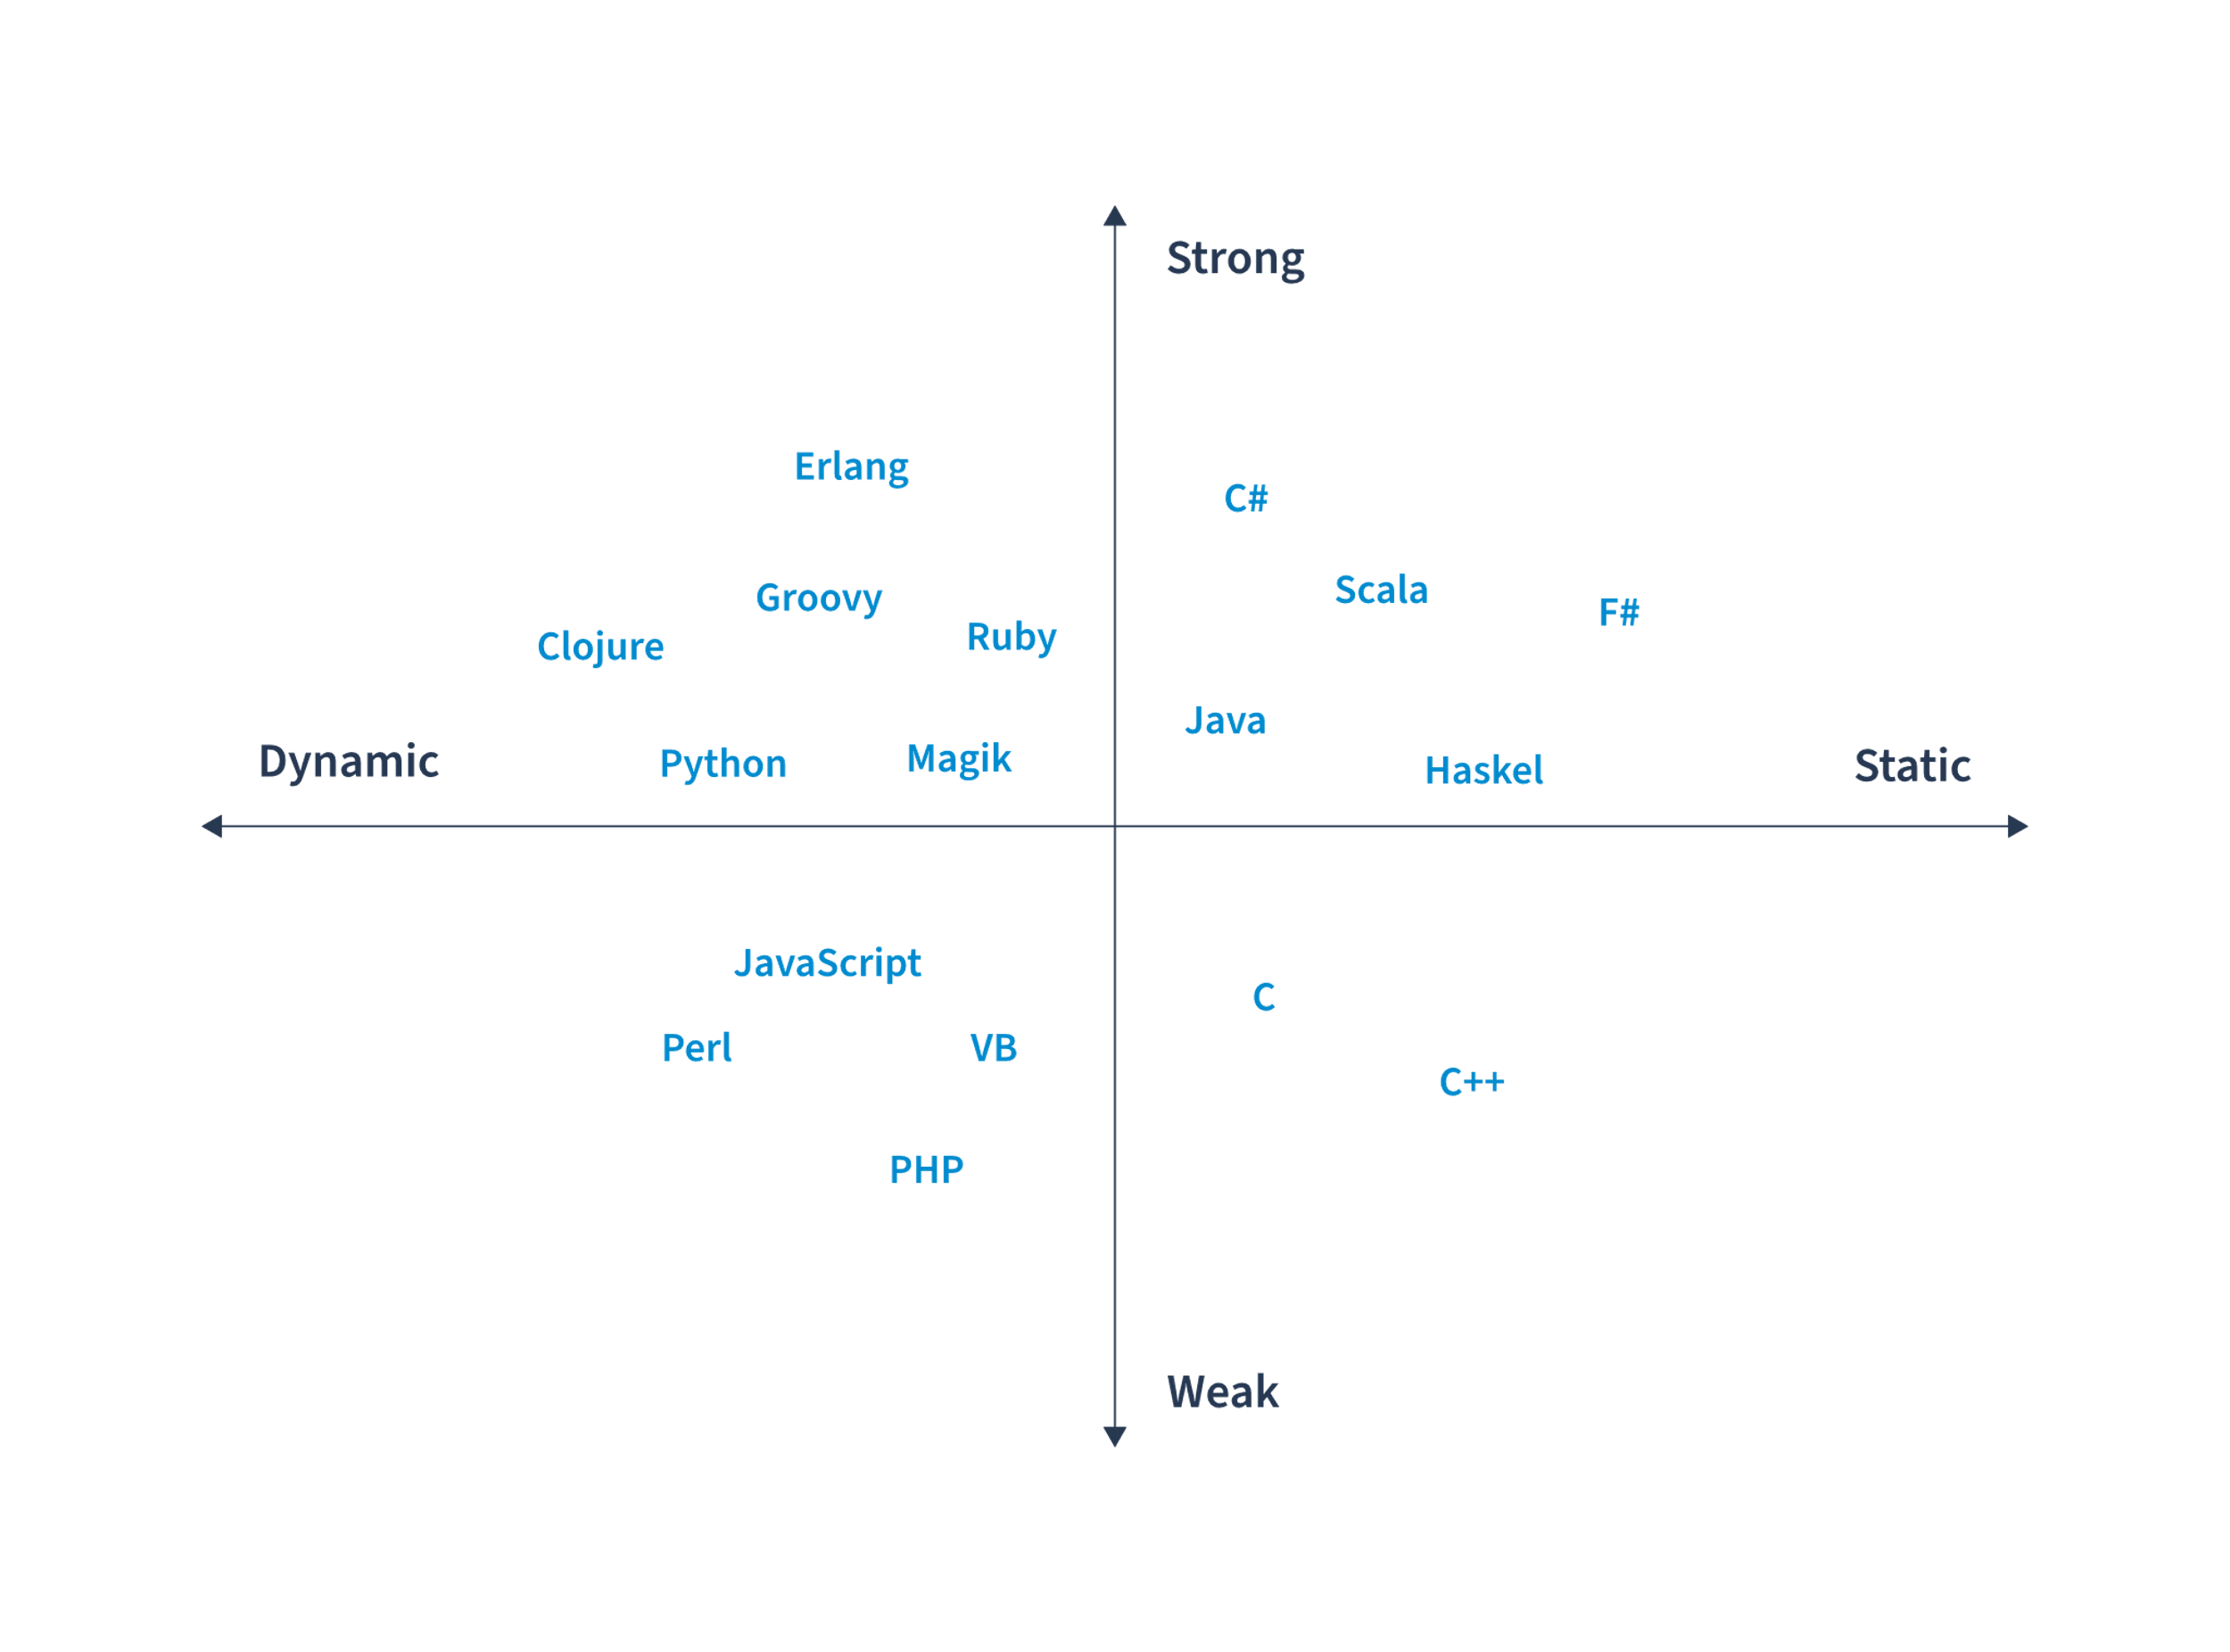 Strong
Erlang
C#
Scala
Groovy
F#
Ruby
Clojure
Java
Magik
Dynamic
Python
Static
Haskel
JavaScript
C
Perl
VB
C++
PHP
Weak